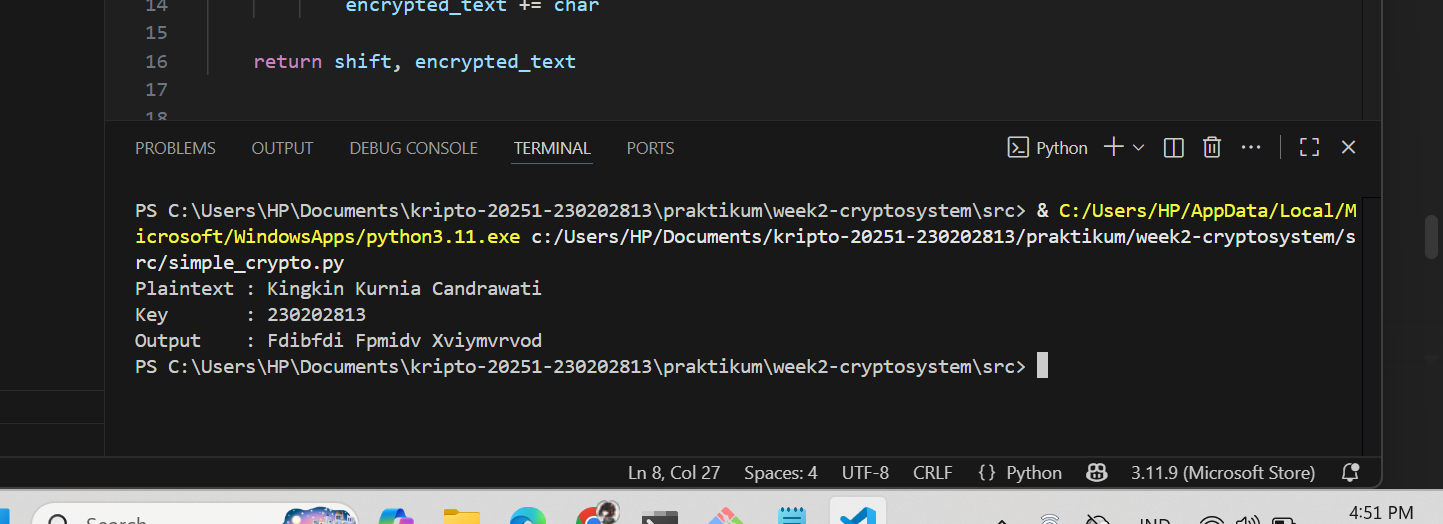 14 encrypted_text += char
15
16 return shift, encrypted_text
17
18
PROBLEMS OUTPUT DEBUG CONSOLE TERMINAL PORTS Python
PS C:\Users\HP\Documents\kripto-20251-230202813\praktikum\week2-cryptosystem\src> & C:/Users/HP/AppData/Local/M
icrosoft/WindowsApps/python3.11.exe c:/Users/HP/Documents/kripto-20251-230202813/praktikum/week2-cryptosystem/s
rc/simple_crypto.py
Plaintext : Kingkin Kurnia Candrawati
Key : 230202813
Output : Fdibfdi Fpmidv Xviymvrvod
PS C:\Users\HP\Documents\kripto-20251-230202813\praktikum\week2-cryptosystem\src>
Ln 8, Col 27 Spaces: 4 UTF-8 CRLF {} Python 3.11.9 (Microsoft Store)
Search IND 4:51 PM